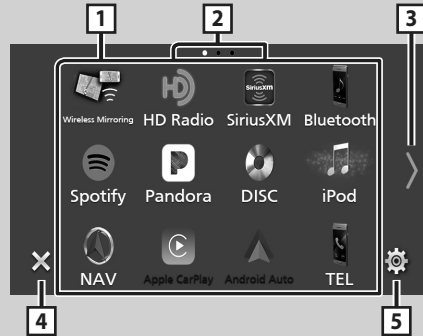 1 2 3
SiriusXM
Wireless Mirroring HD Radio SiriusXM Bluetooth
Spotify Pandora DISC iPod
NAV Apple CarPlay Android Auto TEL
4 5